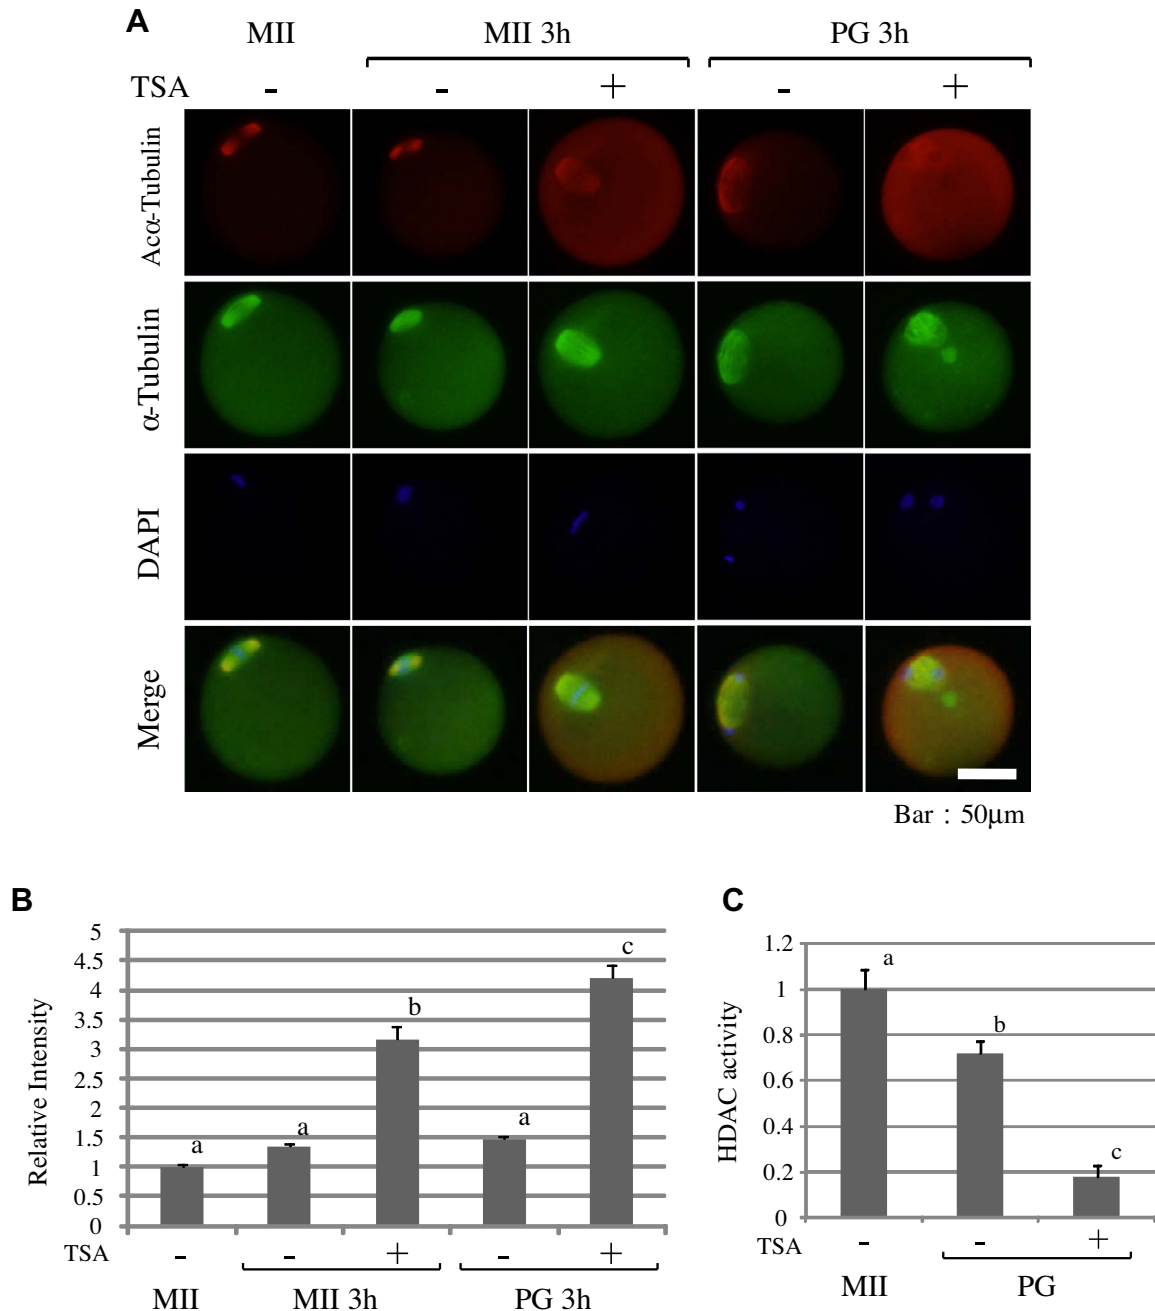 A
MII MII 3h PG 3h
TSA - - + - +
Acα-Tubulin
α-Tubulin
DAPI
Merge
Bar : 50μm
B
Relative Intensity
5
4.5
4
3.5
3
2.5
2
1.5
1
0.5
0
a a b a c
TSA - - + - +
MII MII 3h PG 3h
C
HDAC activity
1.2
1
0.8
0.6
0.4
0.2
0
a b c
TSA - - +
MII PG